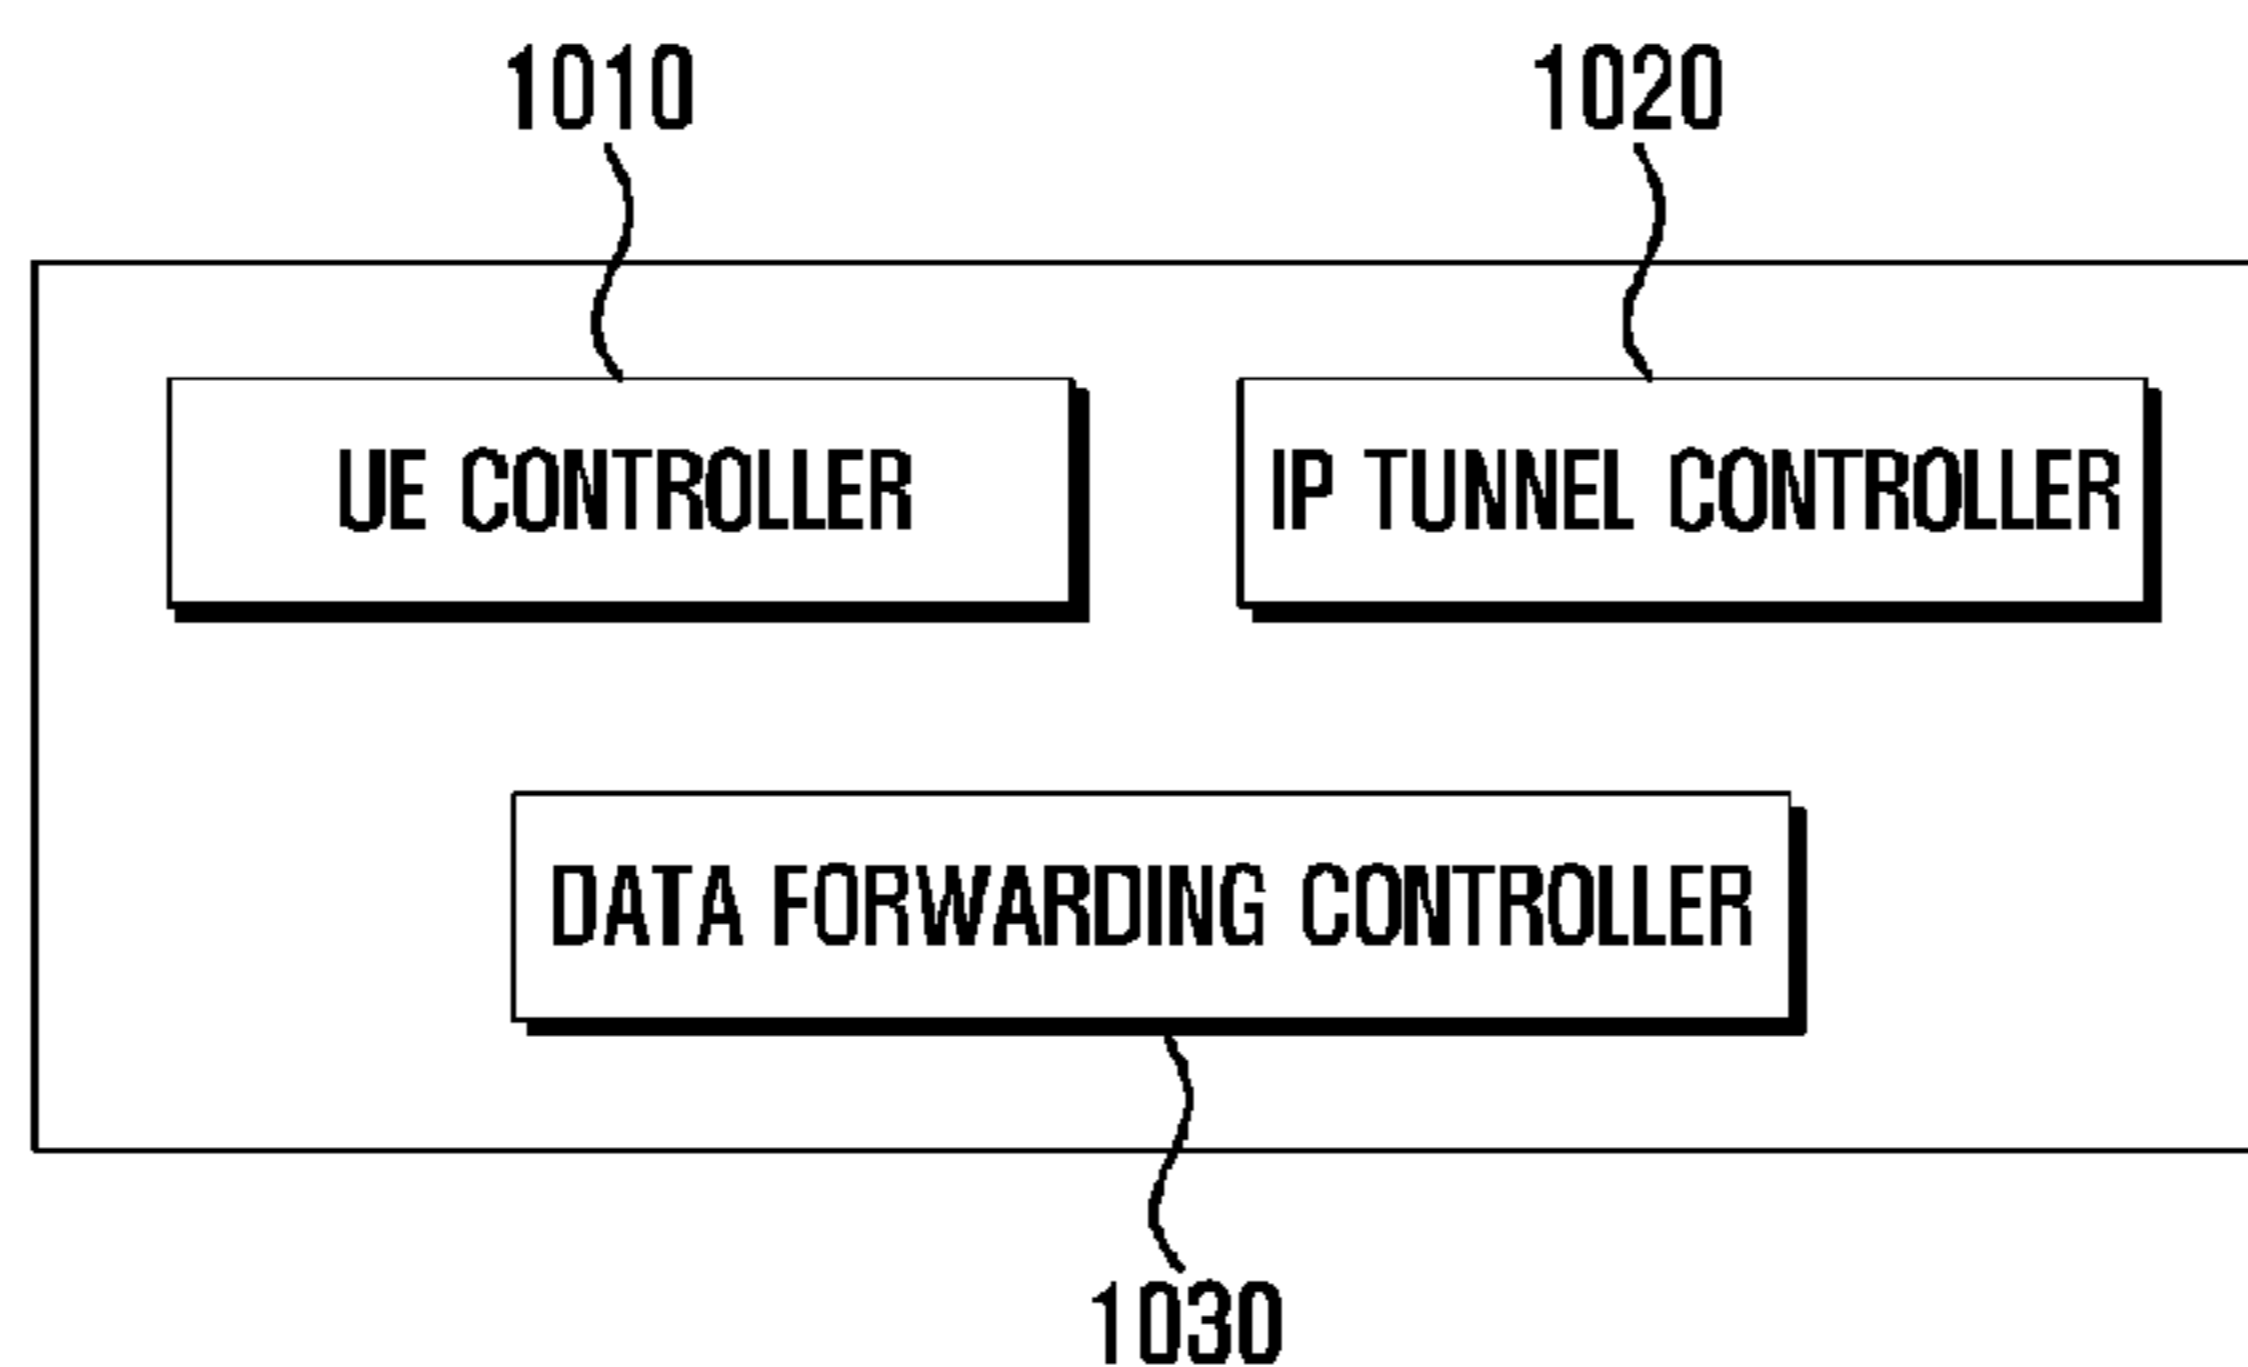 1010
1020
UE CONTROLLER
IP TUNNEL CONTROLLER
DATA FORWARDING CONTROLLER
1030